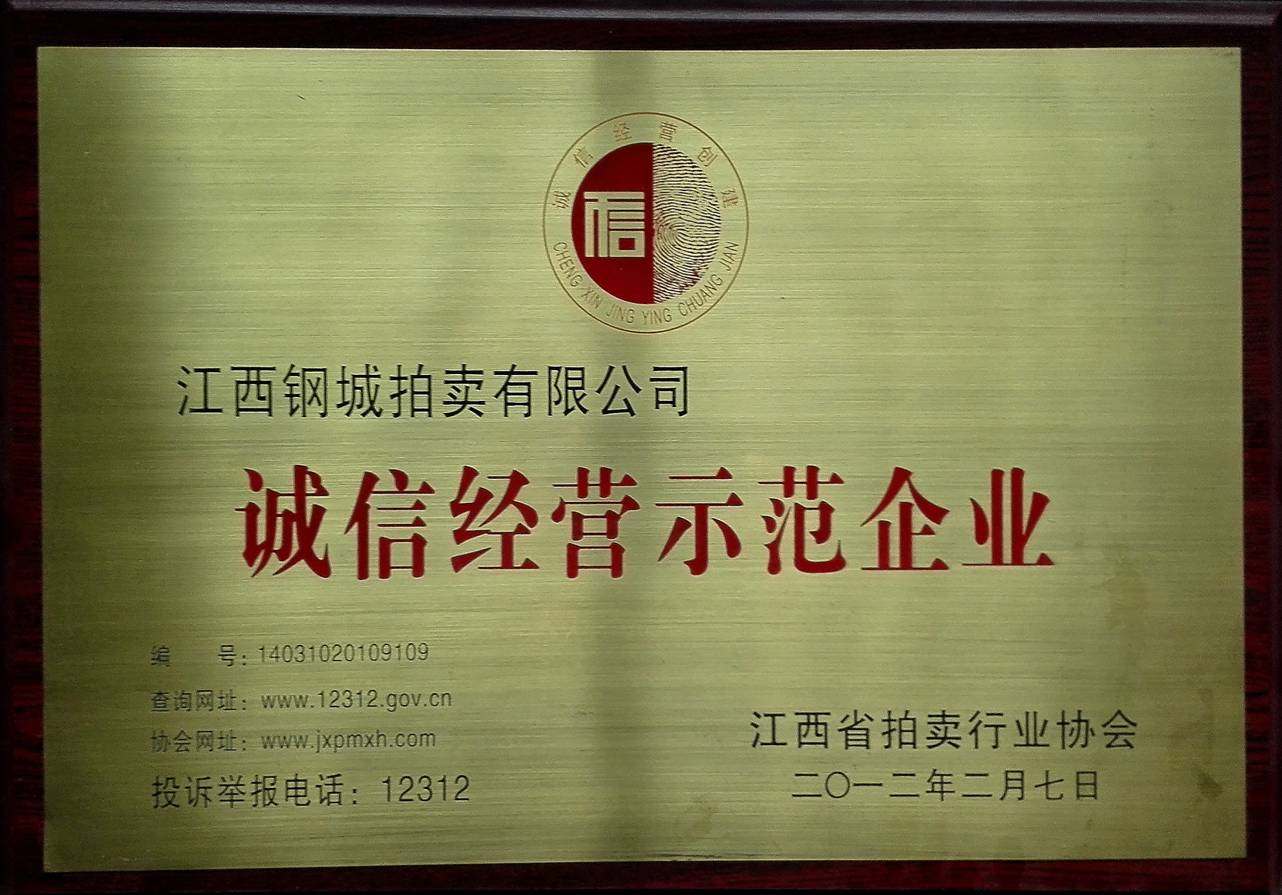 诚信经营创建
信
CHENG XIN JING YING CHUANG JIAN
江西钢城拍卖有限公司
诚信经营示范企业
编 号：14031020109109
查询网址：www.12312.gov.cn
协会网址：www.jxpmxh.com
投诉举报电话：12312
江西省拍卖行业协会
二〇一二年二月七日